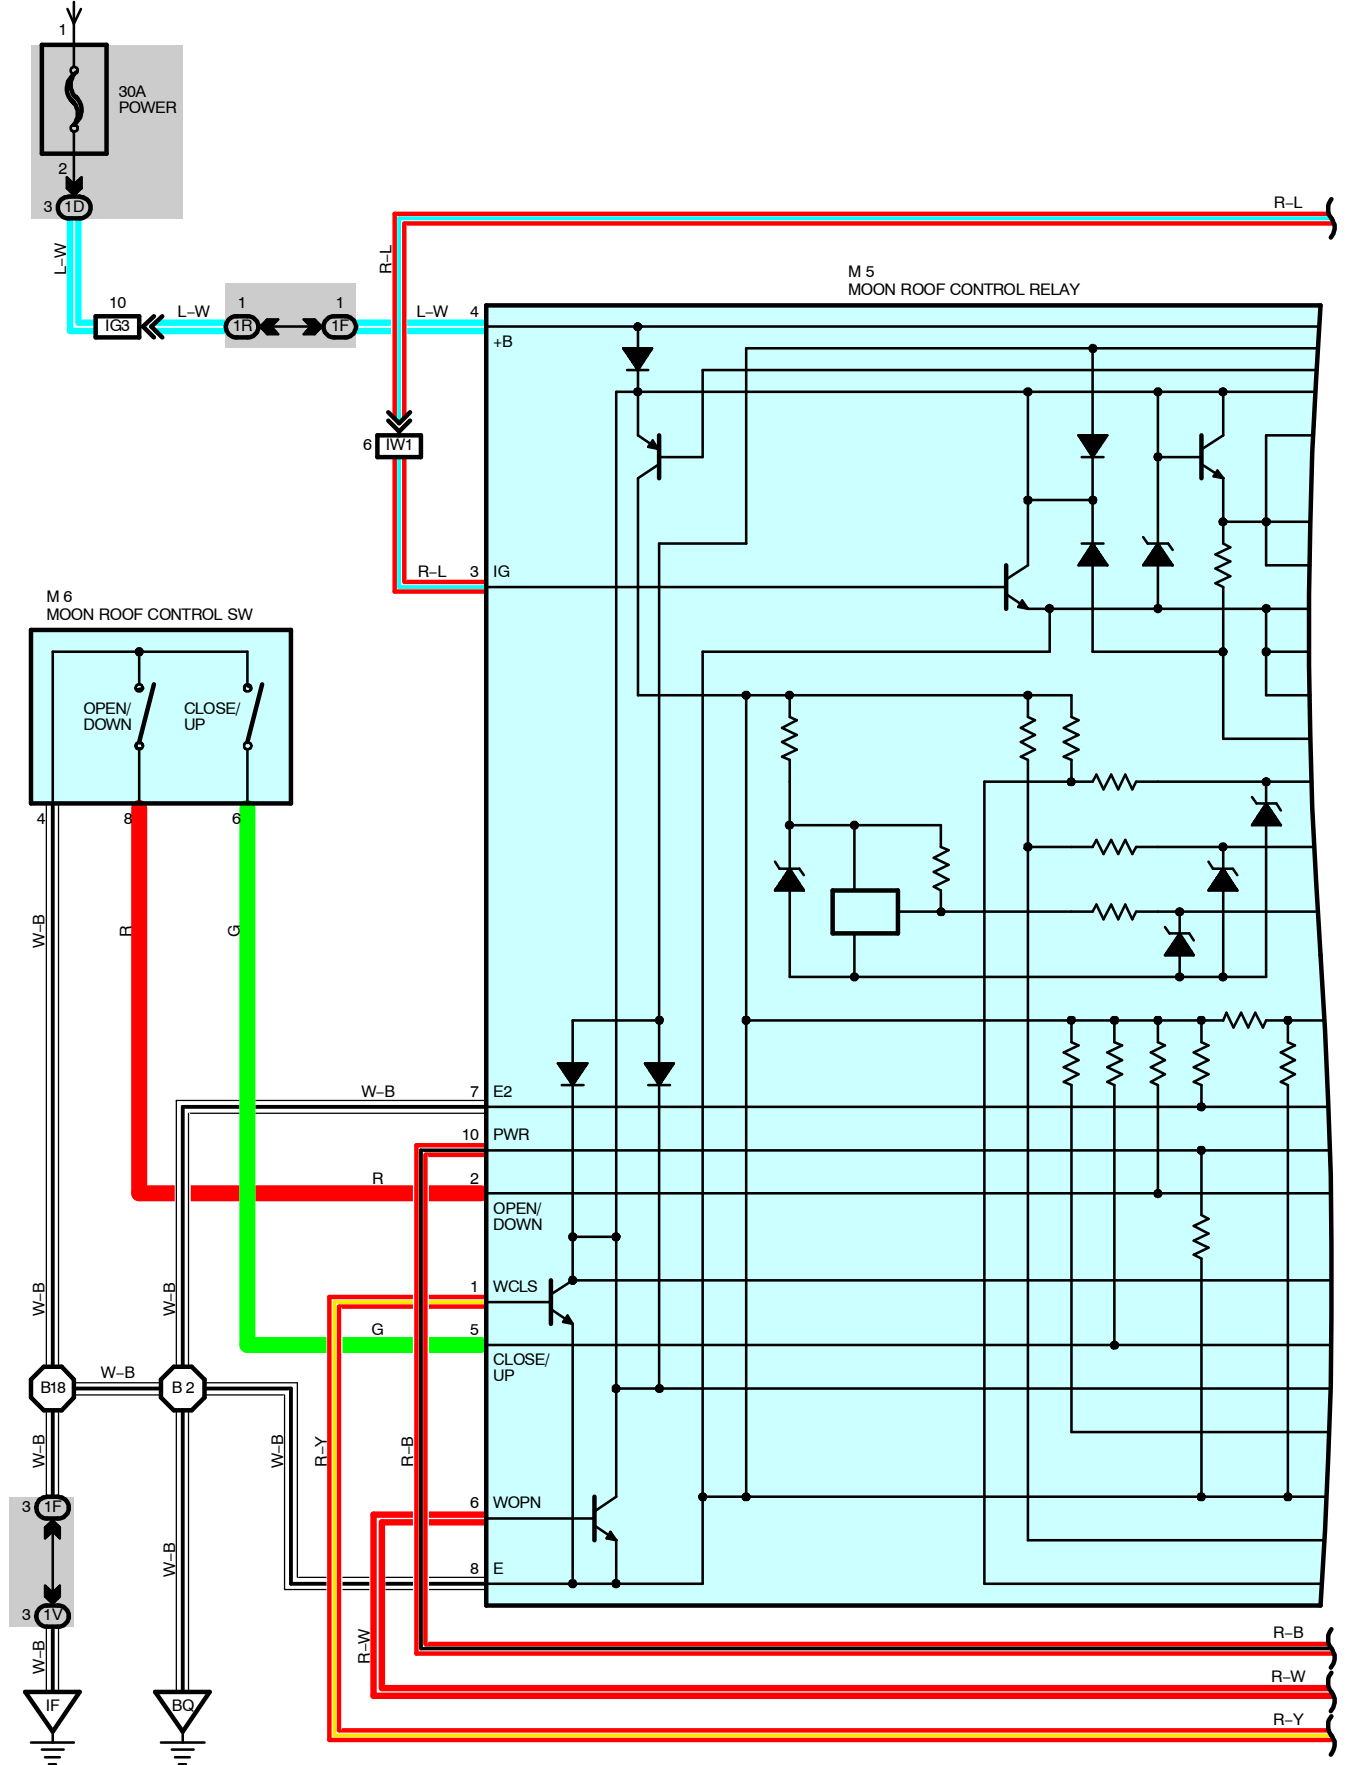 1
30A
POWER
2
3 1D
R–L
L–W
R–L
M 5
MOON ROOF CONTROL RELAY
10
L–W
1
1
L–W
4
IG3
1R
1F
+B
6 IW1
R–L
3
IG
M 6
MOON ROOF CONTROL SW
OPEN/
DOWN
CLOSE/
UP
4
8
6
W–B
R
G
W–B
7
E2
10
PWR
R
2
OPEN/
DOWN
W–B
W–B
1
WCLS
G
5
CLOSE/
UP
B18
W–B
B 2
W–B
W–B
R–Y
R–B
6
WOPN
3 1F
W–B
8
E
3 1V
W–B
R–W
R–B
R–W
R–Y
IF
BQ